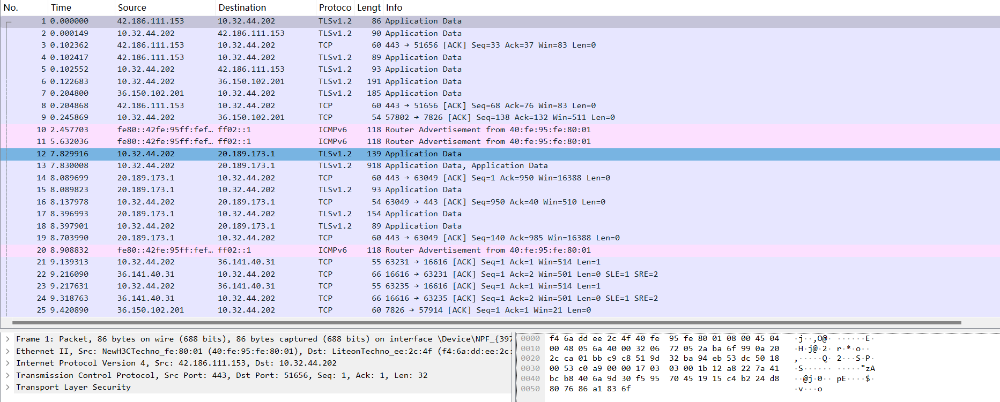 No. Time Source Destination Protoco Lengt Info
1 0.000000 42.186.111.153 10.32.44.202 TLSv1.2 86 Application Data
2 0.000149 10.32.44.202 42.186.111.153 TLSv1.2 90 Application Data
3 0.102362 42.186.111.153 10.32.44.202 TCP 60 443 → 51656 [ACK] Seq=33 Ack=37 Win=83 Len=0
4 0.102417 42.186.111.153 10.32.44.202 TLSv1.2 89 Application Data
5 0.102552 10.32.44.202 42.186.111.153 TLSv1.2 93 Application Data
6 0.122683 10.32.44.202 36.150.102.201 TLSv1.2 191 Application Data
7 0.204800 36.150.102.201 10.32.44.202 TLSv1.2 185 Application Data
8 0.204868 42.186.111.153 10.32.44.202 TCP 60 443 → 51656 [ACK] Seq=68 Ack=76 Win=83 Len=0
9 0.245869 10.32.44.202 36.150.102.201 TCP 54 57802 → 7826 [ACK] Seq=138 Ack=132 Win=511 Len=0
10 2.457703 fe80::42fe:95ff:fef… ff02::1 ICMPv6 118 Router Advertisement from 40:fe:95:fe:80:01
11 5.632036 fe80::42fe:95ff:fef… ff02::1 ICMPv6 118 Router Advertisement from 40:fe:95:fe:80:01
12 7.829916 10.32.44.202 20.189.173.1 TLSv1.2 139 Application Data
13 7.830008 10.32.44.202 20.189.173.1 TLSv1.2 918 Application Data, Application Data
14 8.089699 20.189.173.1 10.32.44.202 TCP 60 443 → 63049 [ACK] Seq=1 Ack=950 Win=16388 Len=0
15 8.089823 20.189.173.1 10.32.44.202 TLSv1.2 93 Application Data
16 8.137978 10.32.44.202 20.189.173.1 TCP 54 63049 → 443 [ACK] Seq=950 Ack=40 Win=510 Len=0
17 8.396993 20.189.173.1 10.32.44.202 TLSv1.2 154 Application Data
18 8.397901 10.32.44.202 20.189.173.1 TLSv1.2 89 Application Data
19 8.703990 20.189.173.1 10.32.44.202 TCP 60 443 → 63049 [ACK] Seq=140 Ack=985 Win=16388 Len=0
20 8.908832 fe80::42fe:95ff:fef… ff02::1 ICMPv6 118 Router Advertisement from 40:fe:95:fe:80:01
21 9.139313 10.32.44.202 36.141.40.31 TCP 55 63231 → 16616 [ACK] Seq=1 Ack=1 Win=514 Len=1
22 9.216090 36.141.40.31 10.32.44.202 TCP 66 16616 → 63231 [ACK] Seq=1 Ack=2 Win=501 Len=0 SLE=1 SRE=2
23 9.217631 10.32.44.202 36.141.40.31 TCP 55 63235 → 16616 [ACK] Seq=1 Ack=1 Win=514 Len=1
24 9.318763 36.141.40.31 10.32.44.202 TCP 66 16616 → 63235 [ACK] Seq=1 Ack=2 Win=501 Len=0 SLE=1 SRE=2
25 9.420890 36.150.102.201 10.32.44.202 TCP 60 7826 → 57914 [ACK] Seq=1 Ack=1 Win=21 Len=0
Frame 1: Packet, 86 bytes on wire (688 bits), 86 bytes captured (688 bits) on interface \Device\NPF_{397
Ethernet II, Src: NewH3CTechno_fe:80:01 (40:fe:95:fe:80:01), Dst: LiteonTechno_ee:2c:4f (f4:6a:dd:ee:2c:
Internet Protocol Version 4, Src: 42.186.111.153, Dst: 10.32.44.202
Transmission Control Protocol, Src Port: 443, Dst Port: 51656, Seq: 1, Ack: 1, Len: 32
Transport Layer Security
0000 f4 6a dd ee 2c 4f 40 fe 95 fe 80 01 08 00 45 04 ·j··,O@· ······E·
0010 00 48 05 6a 40 00 32 06 72 05 2a ba 6f 99 0a 20 ·H·j@·2· r·*·o··
0020 2c ca 01 bb c9 c8 51 9d 32 ba 94 eb 53 dc 50 18 ,·····Q· 2···S·P·
0030 00 53 c0 a9 00 00 17 03 03 00 1b 12 a8 22 7a 41 ·S······ ·····"zA
0040 bc b8 40 6a 9d 30 f5 95 70 45 19 15 c4 b2 24 d8 ··@j·0·· pE····$·
0050 80 76 86 a1 83 6f ·v···o